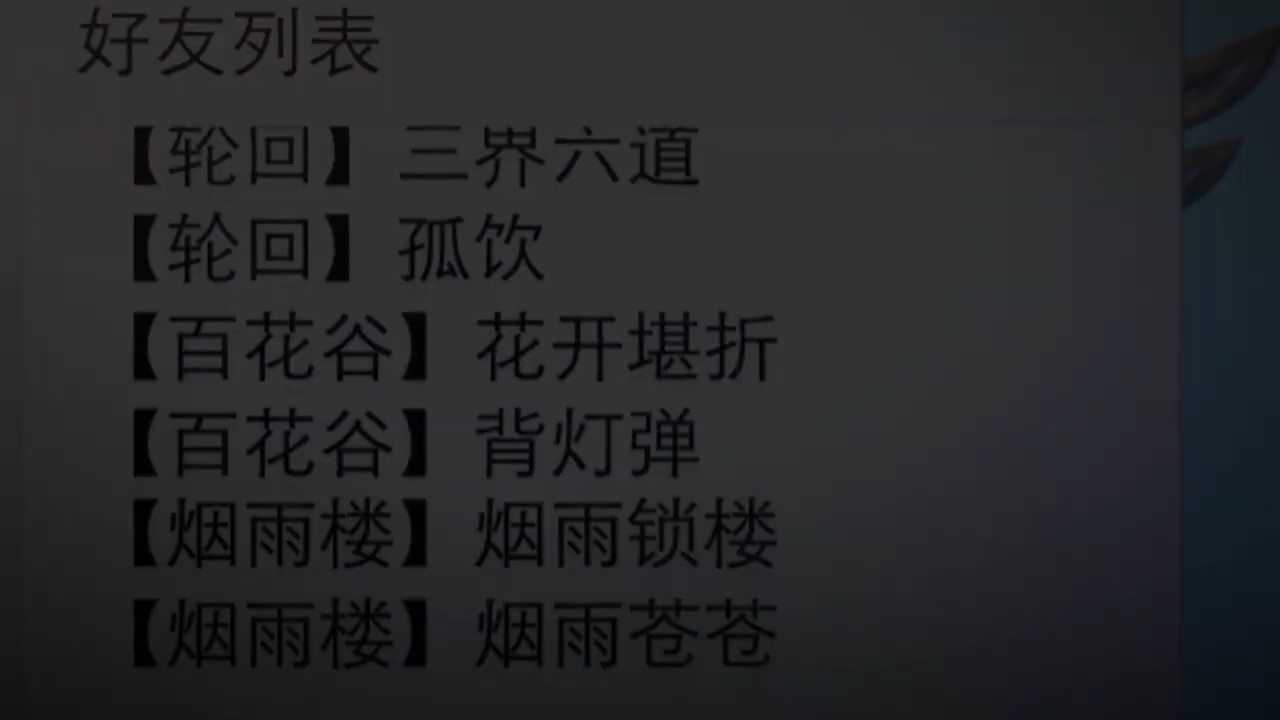 好友列表
【轮回】 三界六道
【轮回】 孤饮
【百花谷】 花开堪折
【百花谷】 背灯弹
【烟雨楼】 烟雨锁楼
【烟雨楼】 烟雨苍苍